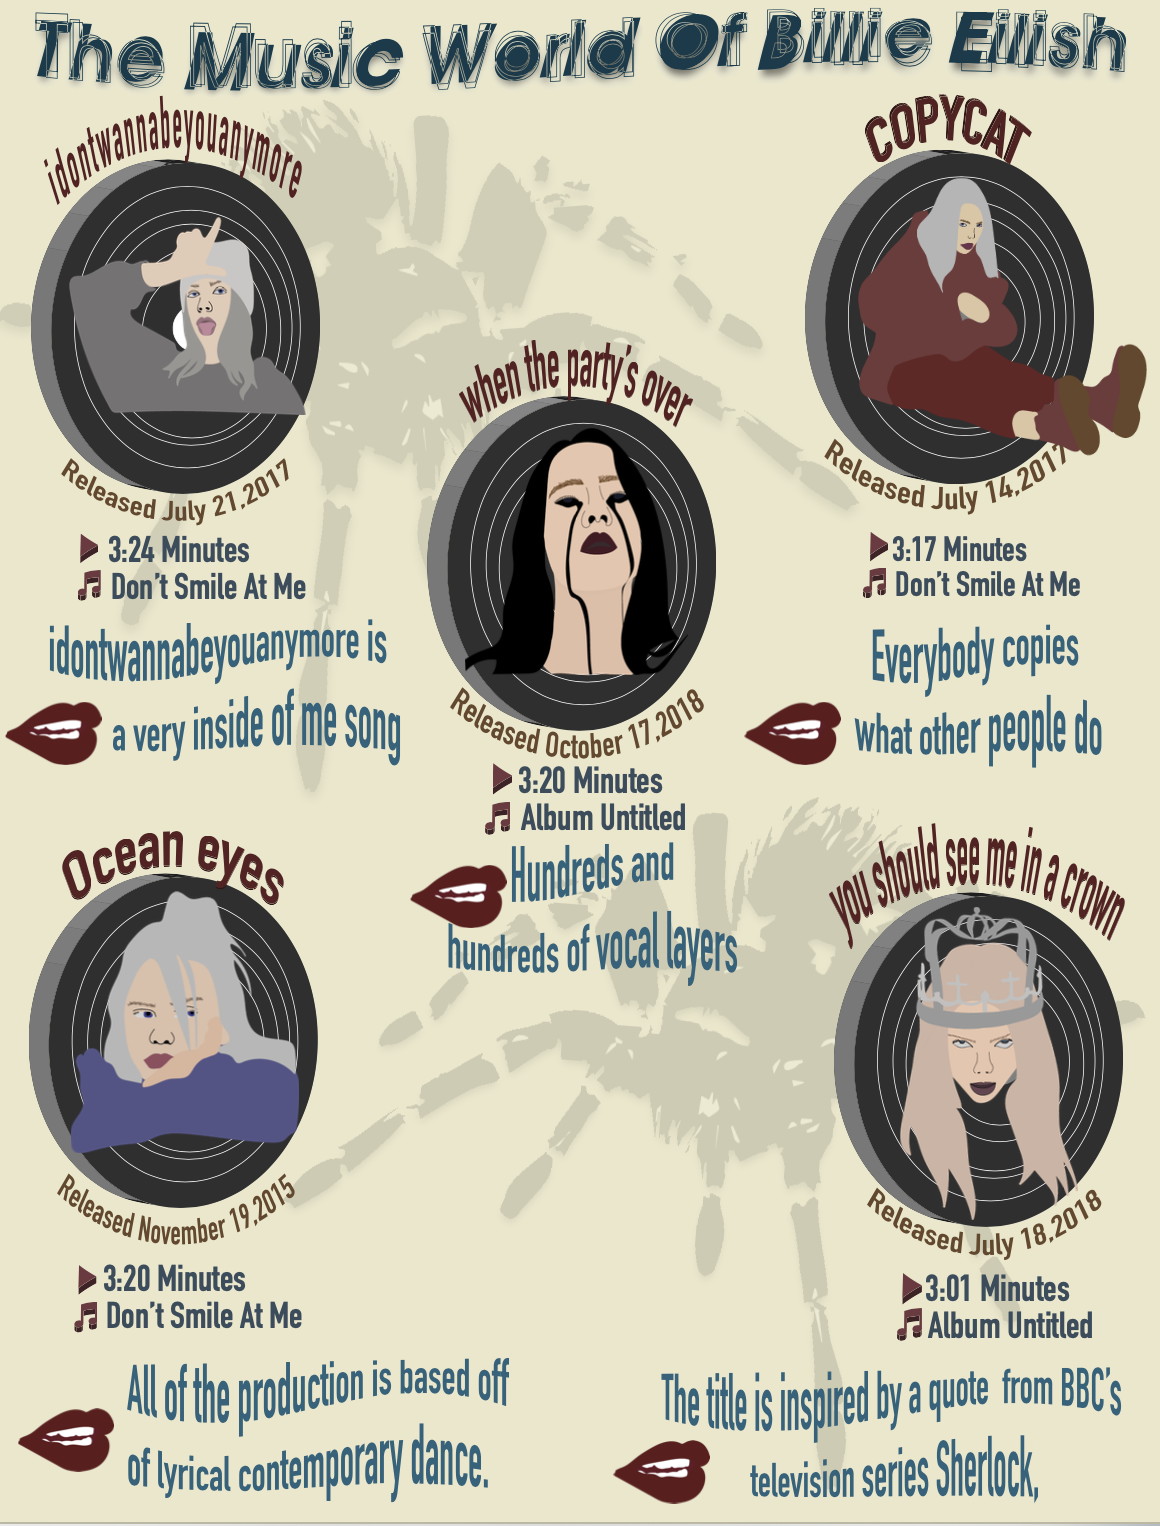 The Music World Of Billie Eilish
idontwannabeyouanymore
Released July 21,2017
3:24 Minutes
Don't Smile At Me
idontwannabeyouanymore is
a very inside of me song
COPYCAT
Released July 14,2017
3:17 Minutes
Don't Smile At Me
Everybody copies
what other people do
when the party's over
Released October 17,2018
3:20 Minutes
Album Untitled
Hundreds and
hundreds of vocal layers
Ocean eyes
Released November 19,2015
3:20 Minutes
Don't Smile At Me
All of the production is based off
of lyrical contemporary dance.
you should see me in a crown
Released July 18,2018
3:01 Minutes
Album Untitled
The title is inspired by a quote from BBC's
television series Sherlock,